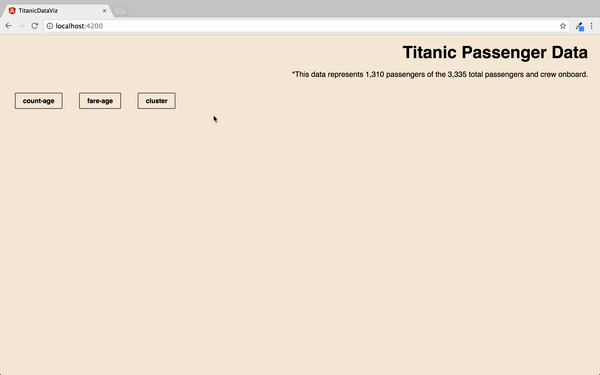 TitanicDataViz
localhost:4200
Titanic Passenger Data
*This data represents 1,310 passengers of the 3,335 total passengers and crew onboard.
count-age
fare-age
cluster